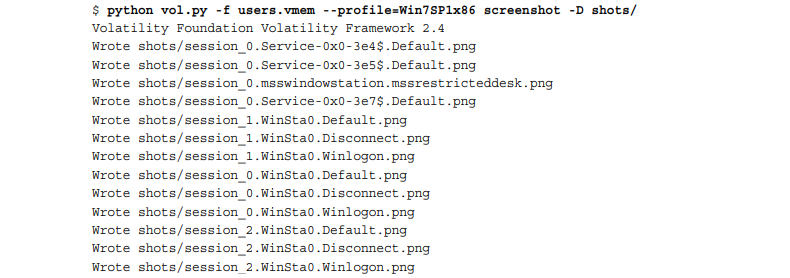 $ python vol.py -f users.vmem --profile=Win7SP1x86 screenshot -D shots/
Volatility Foundation Volatility Framework 2.4
Wrote shots/session_0.Service-0x0-3e4$.Default.png
Wrote shots/session_0.Service-0x0-3e5$.Default.png
Wrote shots/session_0.msswindowstation.mssrestricteddesk.png
Wrote shots/session_0.Service-0x0-3e7$.Default.png
Wrote shots/session_1.WinSta0.Default.png
Wrote shots/session_1.WinSta0.Disconnect.png
Wrote shots/session_1.WinSta0.Winlogon.png
Wrote shots/session_0.WinSta0.Default.png
Wrote shots/session_0.WinSta0.Disconnect.png
Wrote shots/session_0.WinSta0.Winlogon.png
Wrote shots/session_2.WinSta0.Default.png
Wrote shots/session_2.WinSta0.Disconnect.png
Wrote shots/session_2.WinSta0.Winlogon.png